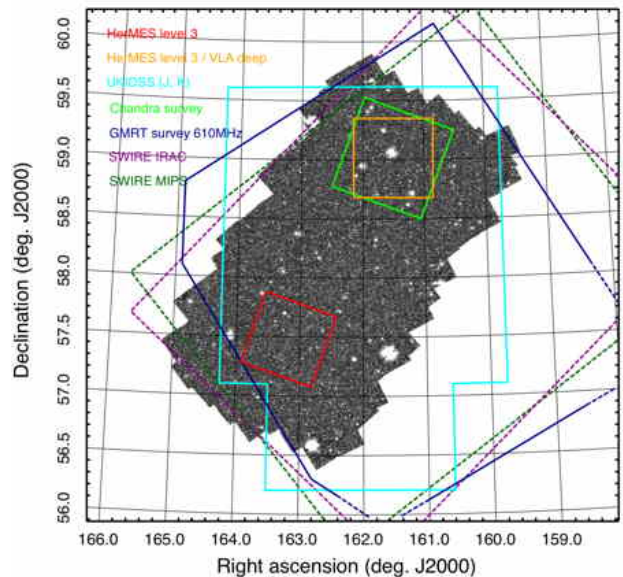 HerMES level 3
HerMES level 3 / VLA deep
UKIDSS (J, K)
Chandra survey
GMRT survey 610MHz
SWIRE IRAC
SWIRE MIPS
60.0
59.5
59.0
58.5
58.0
57.5
57.0
56.5
56.0
Declination (deg. J2000)
166.0 165.0 164.0 163.0 162.0 161.0 160.0 159.0
Right ascension (deg. J2000)